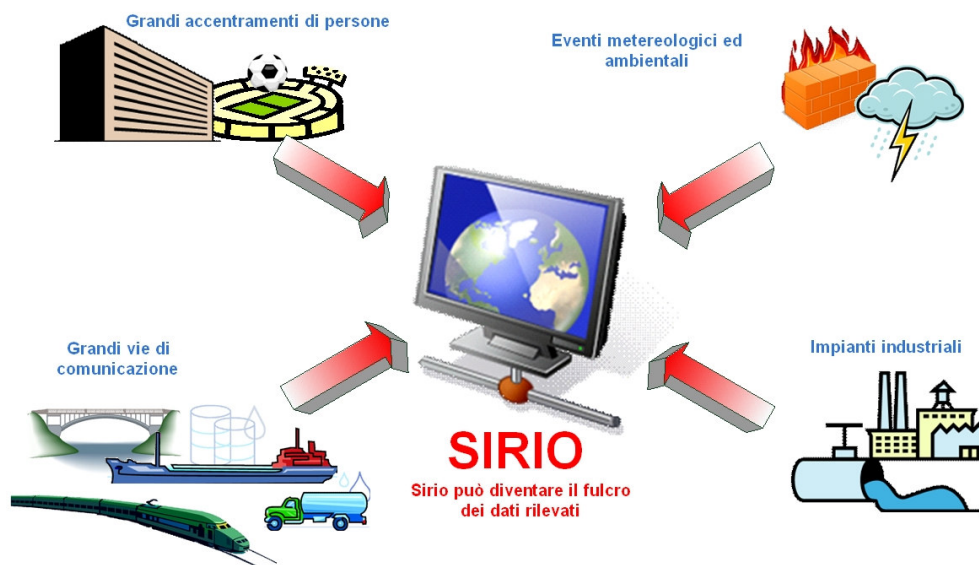 Grandi accentramenti di persone
Eventi metereologici ed
ambientali
Grandi vie di
comunicazione
Impianti industriali
SIRIO
Sirio può diventare il fulcro
dei dati rilevati